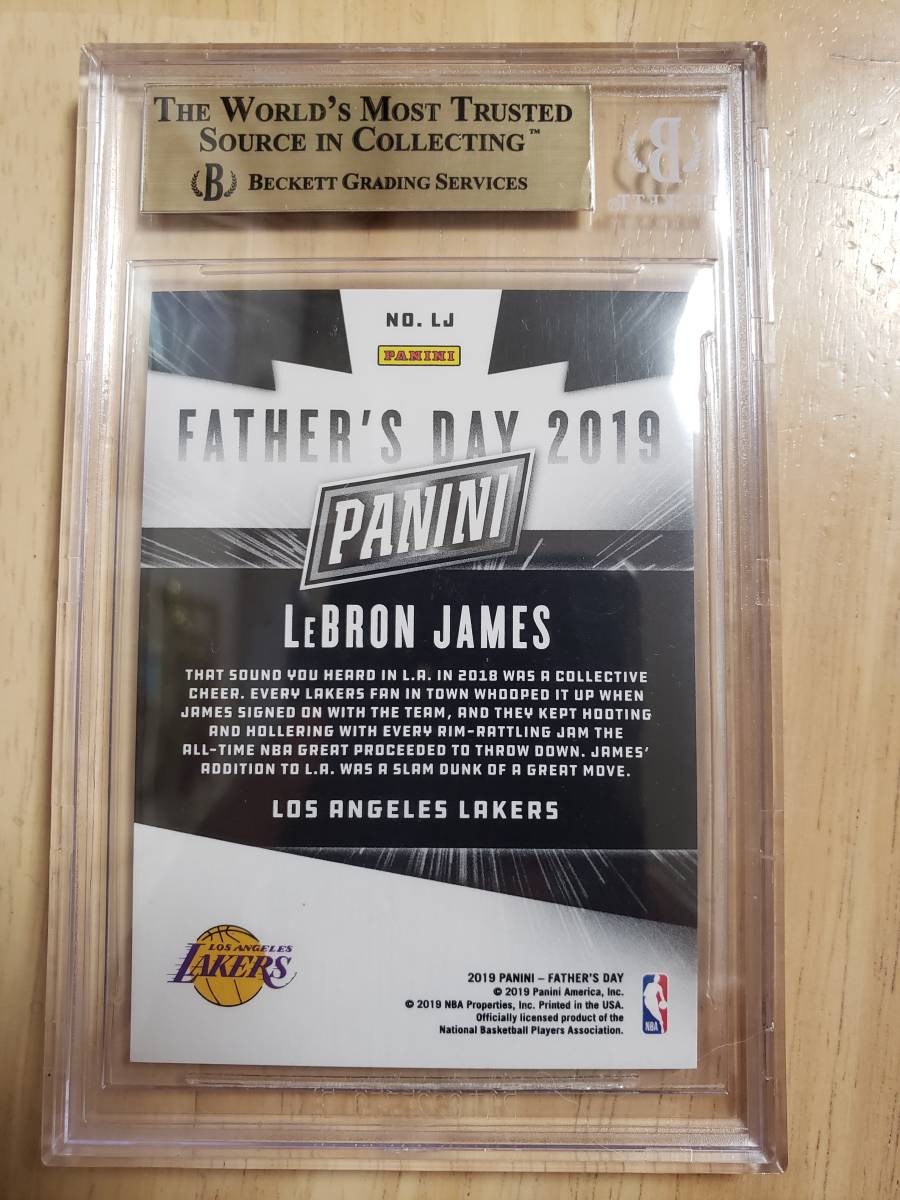 THE WORLD'S MOST TRUSTED
SOURCE IN COLLECTING™
B BECKETT GRADING SERVICES
B
BECKETT
NO. LJ
PANINI
FATHER'S DAY 2019
PANINI
LeBRON JAMES
THAT SOUND YOU HEARD IN L.A. IN 2018 WAS A COLLECTIVE
CHEER. EVERY LAKERS FAN IN TOWN WHOOPED IT UP WHEN
JAMES SIGNED ON WITH THE TEAM, AND THEY KEPT HOOTING
AND HOLLERING WITH EVERY RIM-RATTLING JAM THE
ALL-TIME NBA GREAT PROCEEDED TO THROW DOWN. JAMES'
ADDITION TO L.A. WAS A SLAM DUNK OF A GREAT MOVE.
LOS ANGELES LAKERS
LOS ANGELES
LAKERS
2019 PANINI – FATHER'S DAY
© 2019 Panini America, Inc.
© 2019 NBA Properties, Inc. Printed in the USA.
Officially licensed product of the
National Basketball Players Association.
NBA